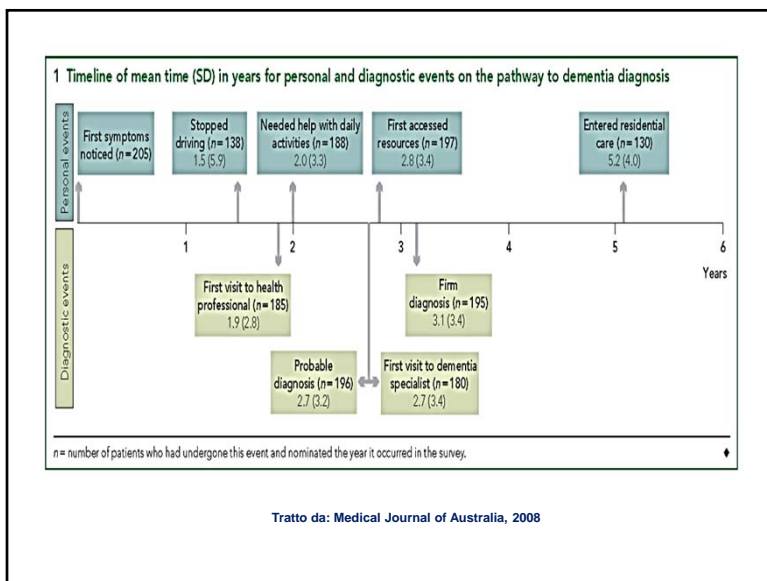 1 Timeline of mean time (SD) in years for personal and diagnostic events on the pathway to dementia diagnosis
Personal events
First symptoms
noticed (n=205)
Stopped
driving (n=138)
1.5 (5.9)
Needed help with daily
activities (n=188)
2.0 (3.3)
First accessed
resources (n=197)
2.8 (3.4)
Entered residential
care (n=130)
5.2 (4.0)
1 2 3 4 5 6
Years
Diagnostic events
First visit to health
professional (n=185)
1.9 (2.8)
Firm
diagnosis (n=195)
3.1 (3.4)
Probable
diagnosis (n=196)
2.7 (3.2)
First visit to dementia
specialist (n=180)
2.7 (3.4)
n= number of patients who had undergone this event and nominated the year it occurred in the survey. ♦
Tratto da: Medical Journal of Australia, 2008